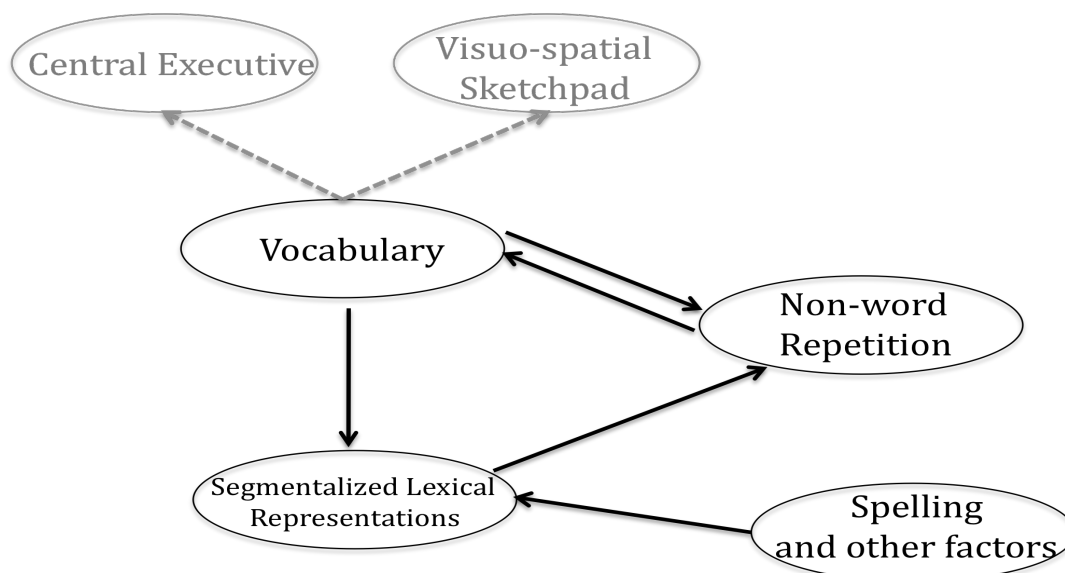 Central Executive
Visuo-spatial
Sketchpad
Vocabulary
Non-word
Repetition
Segmentalized Lexical
Representations
Spelling
and other factors